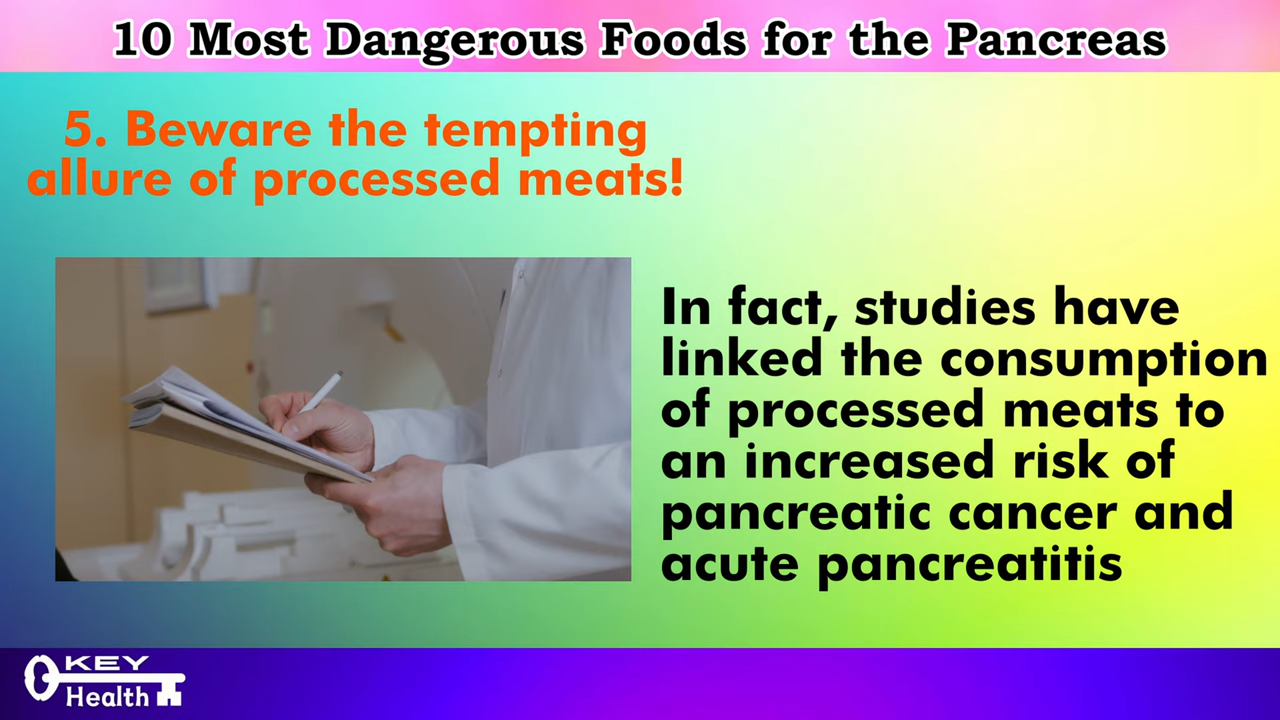 10 Most Dangerous Foods for the Pancreas
5. Beware the tempting
allure of processed meats!
In fact, studies have
linked the consumption
of processed meats to
an increased risk of
pancreatic cancer and
acute pancreatitis
KEY
Health